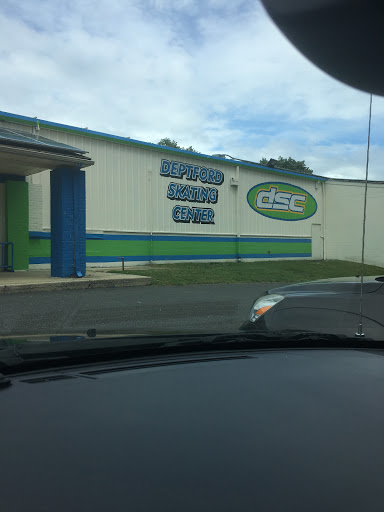 DEPTFORD
SKATING
CENTER
dsc